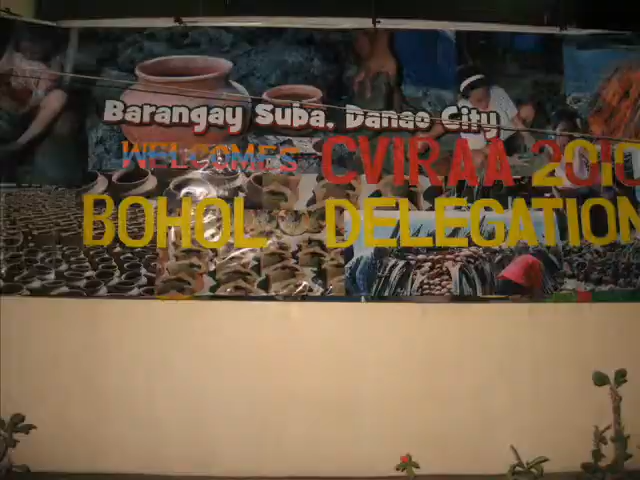 Barangay Suba, Danao City
WELCOMES CVIRAA 2010
BOHOL DELEGATION